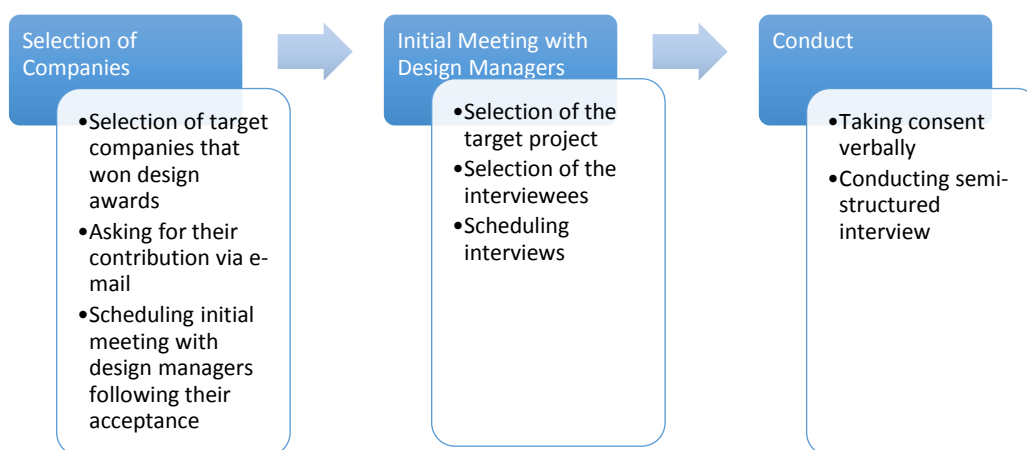 Selection of
Companies
•Selection of target
companies that
won design
awards
•Asking for their
contribution via e-
mail
•Scheduling initial
meeting with
design managers
following their
acceptance
Initial Meeting with
Design Managers
•Selection of the
target project
•Selection of the
interviewees
•Scheduling
interviews
Conduct
•Taking consent
verbally
•Conducting semi-
structured
interview